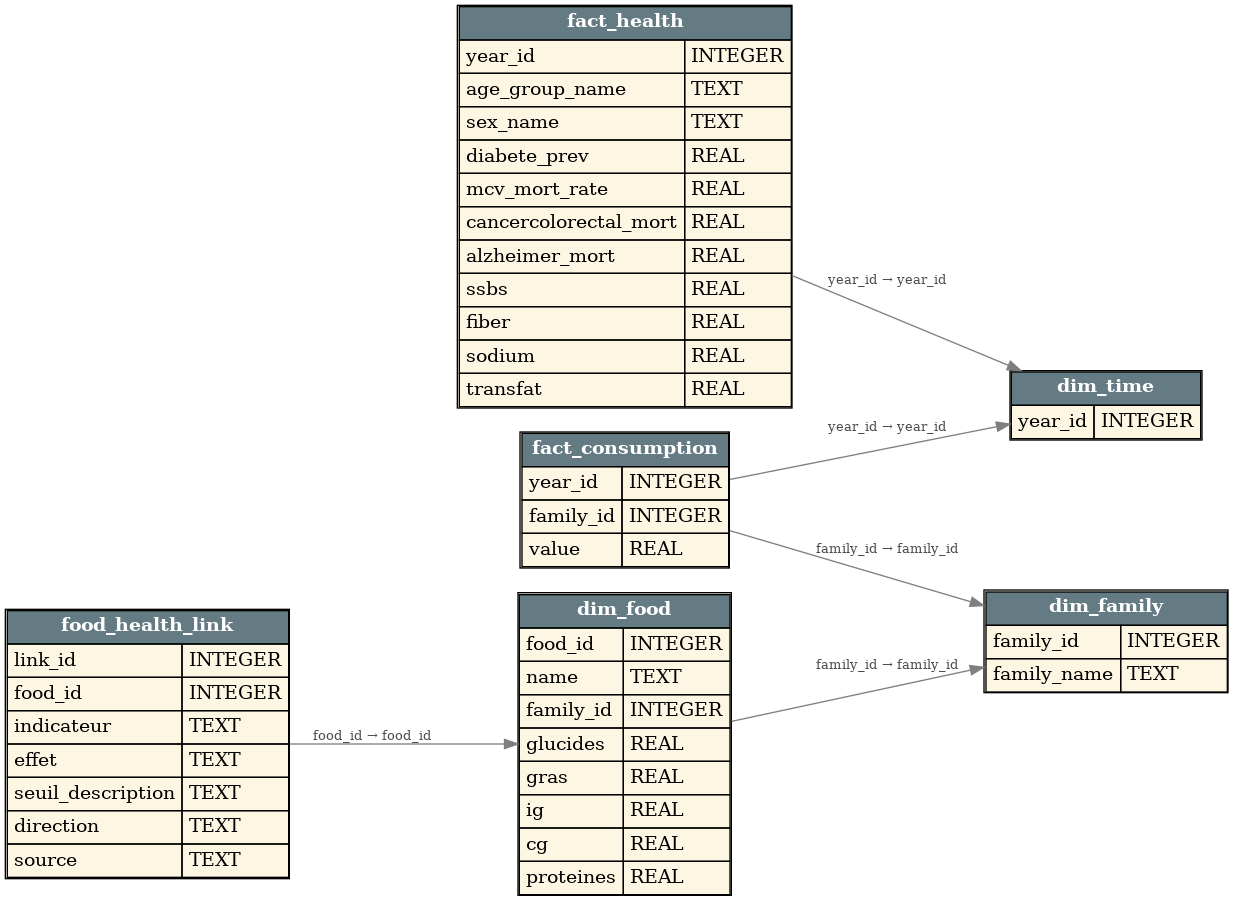 fact_health
year_id INTEGER
age_group_name TEXT
sex_name TEXT
diabete_prev REAL
mcv_mort_rate REAL
cancercolorectal_mort REAL
alzheimer_mort REAL
ssbs REAL
fiber REAL
sodium REAL
transfat REAL
year_id → year_id
dim_time
year_id INTEGER
fact_consumption
year_id INTEGER
family_id INTEGER
value REAL
year_id → year_id
family_id → family_id
dim_family
family_id INTEGER
family_name TEXT
food_health_link
link_id INTEGER
food_id INTEGER
indicateur TEXT
effet TEXT
seuil_description TEXT
direction TEXT
source TEXT
food_id → food_id
dim_food
food_id INTEGER
name TEXT
family_id INTEGER
glucides REAL
gras REAL
ig REAL
cg REAL
proteines REAL
family_id → family_id